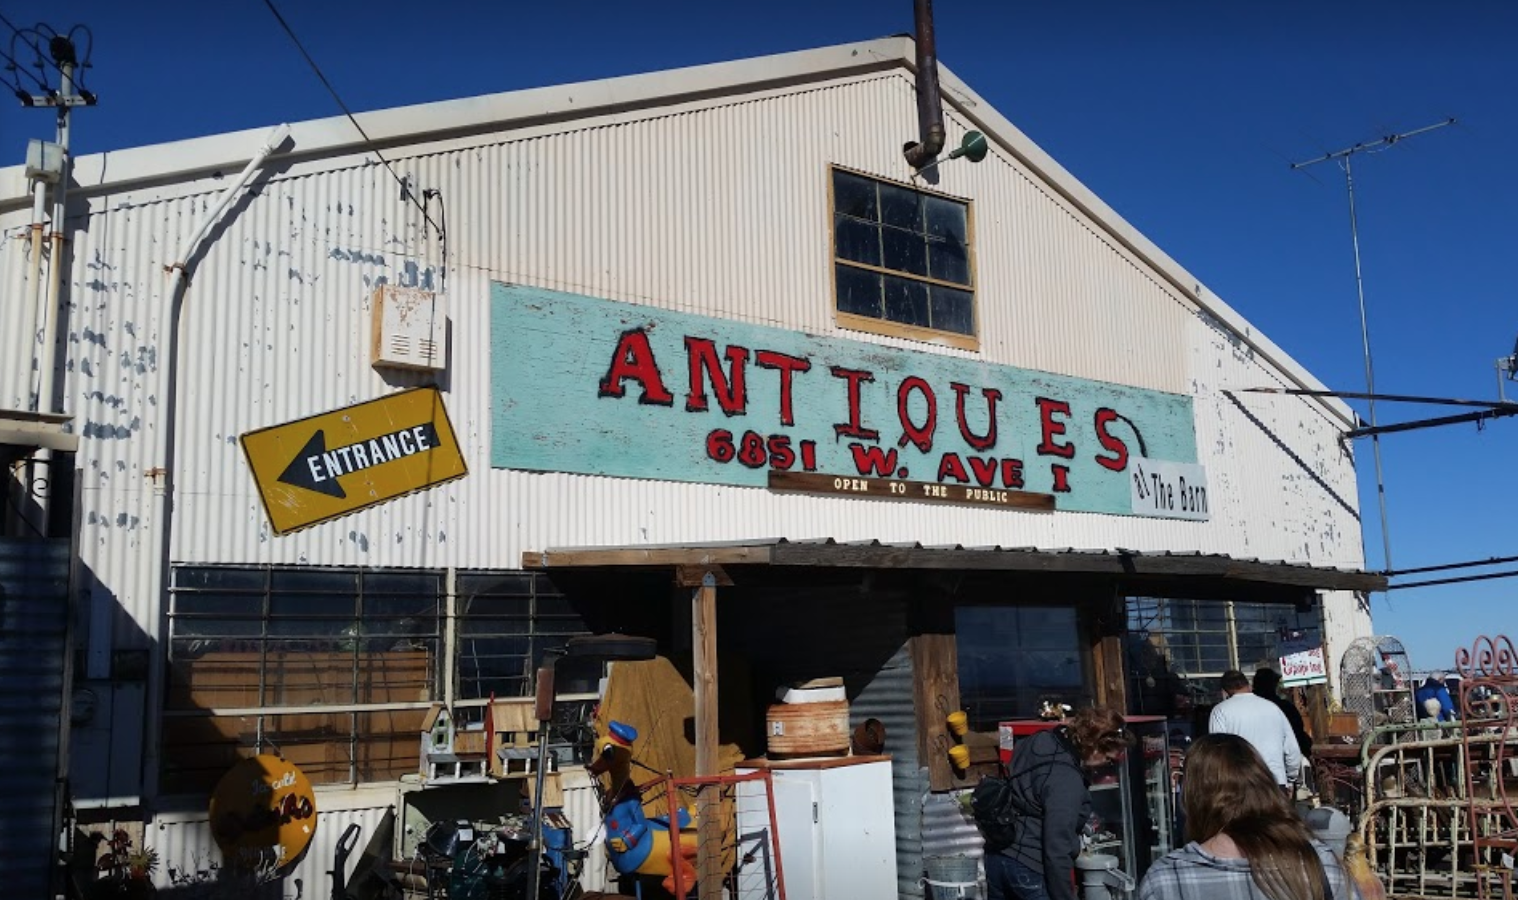 ANTIQUES
6851 W. AVE I
OPEN TO THE PUBLIC
at The Barn
ENTRANCE